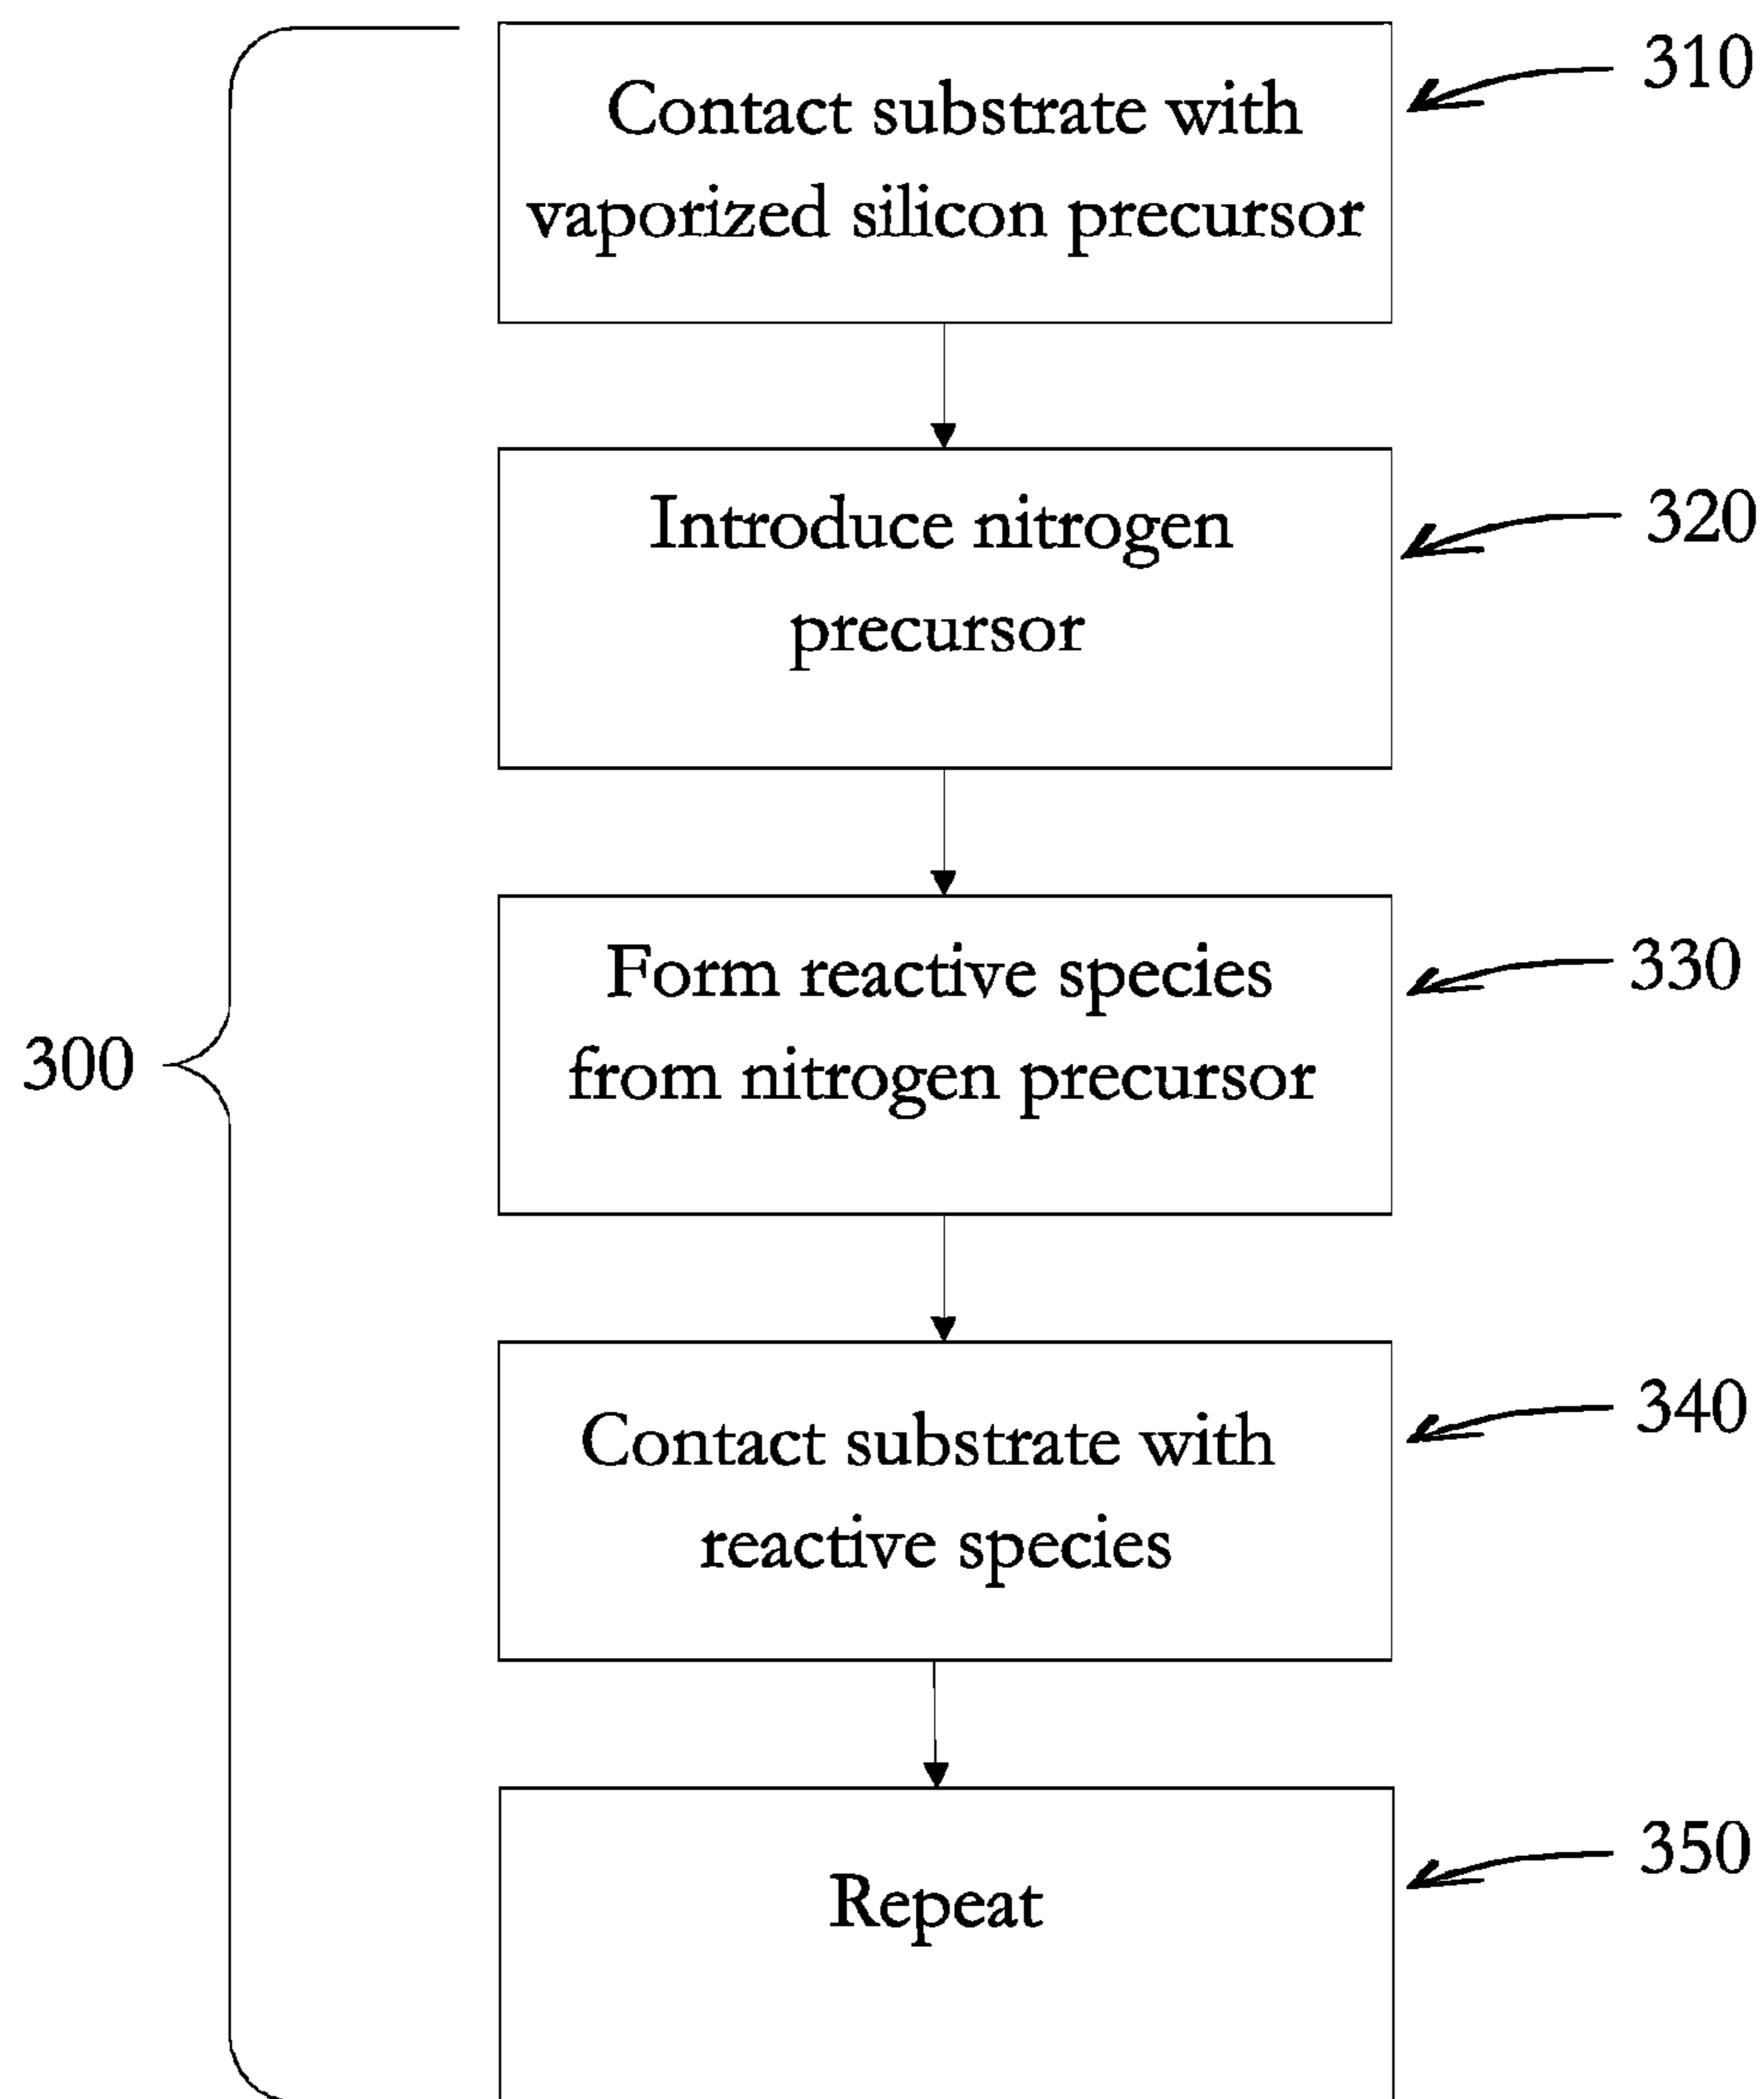 Contact substrate with
vaporized silicon precursor
310
Introduce nitrogen
precursor
320
Form reactive species
from nitrogen precursor
330
300
Contact substrate with
reactive species
340
Repeat
350